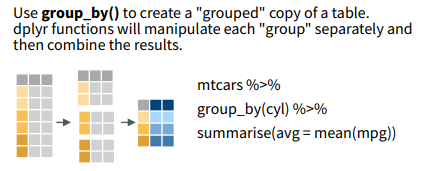 Use group_by() to create a "grouped" copy of a table.
dplyr functions will manipulate each "group" separately and
then combine the results.
mtcars %>%
group_by(cyl) %>%
summarise(avg = mean(mpg))